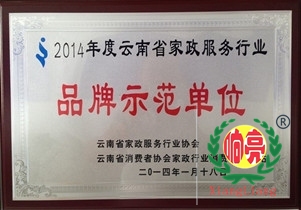 2014年度云南省家政服务行业
品牌示范单位
云南省家政服务行业协会
云南省消费者协会家政行业
二〇一四年一月十八日
响亮
®